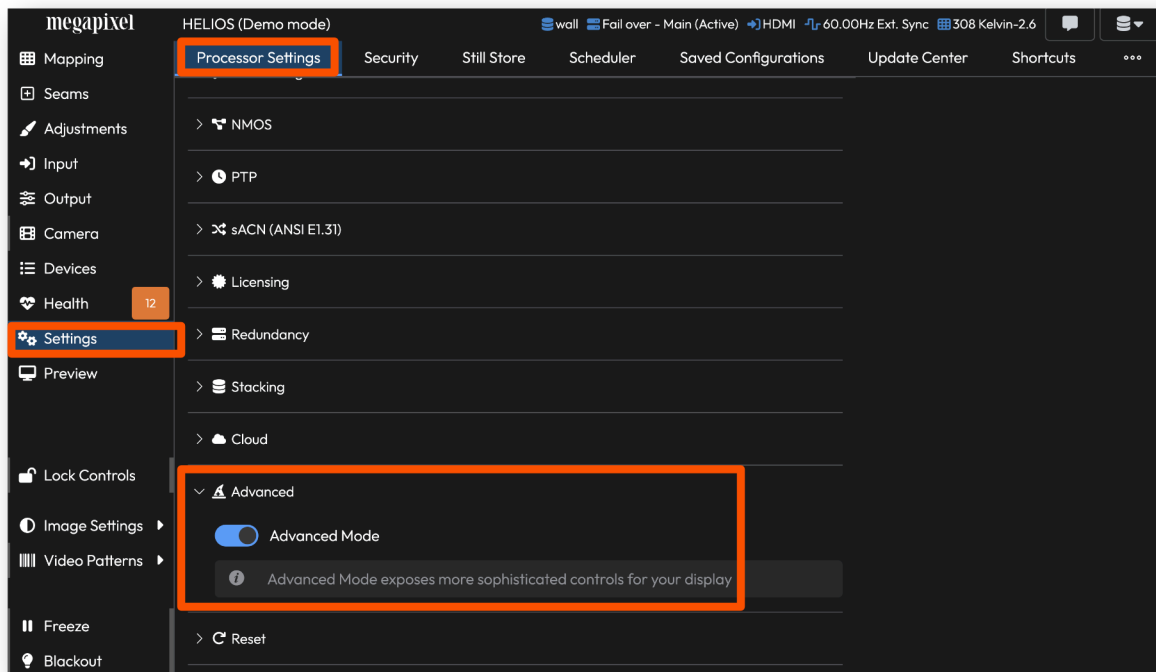 megapixel
HELIOS (Demo mode)
wall Fail over - Main (Active) HDMI 60.00Hz Ext. Sync 308 Kelvin-2.6
Processor Settings Security Still Store Scheduler Saved Configurations Update Center Shortcuts
Mapping
Seams
Adjustments
Input
Output
Camera
Devices
Health 12
Settings
Preview
Lock Controls
Image Settings
Video Patterns
Freeze
Blackout
NMOS
PTP
sACN (ANSI E1.31)
Licensing
Redundancy
Stacking
Cloud
Advanced
Advanced Mode
Advanced Mode exposes more sophisticated controls for your display
Reset